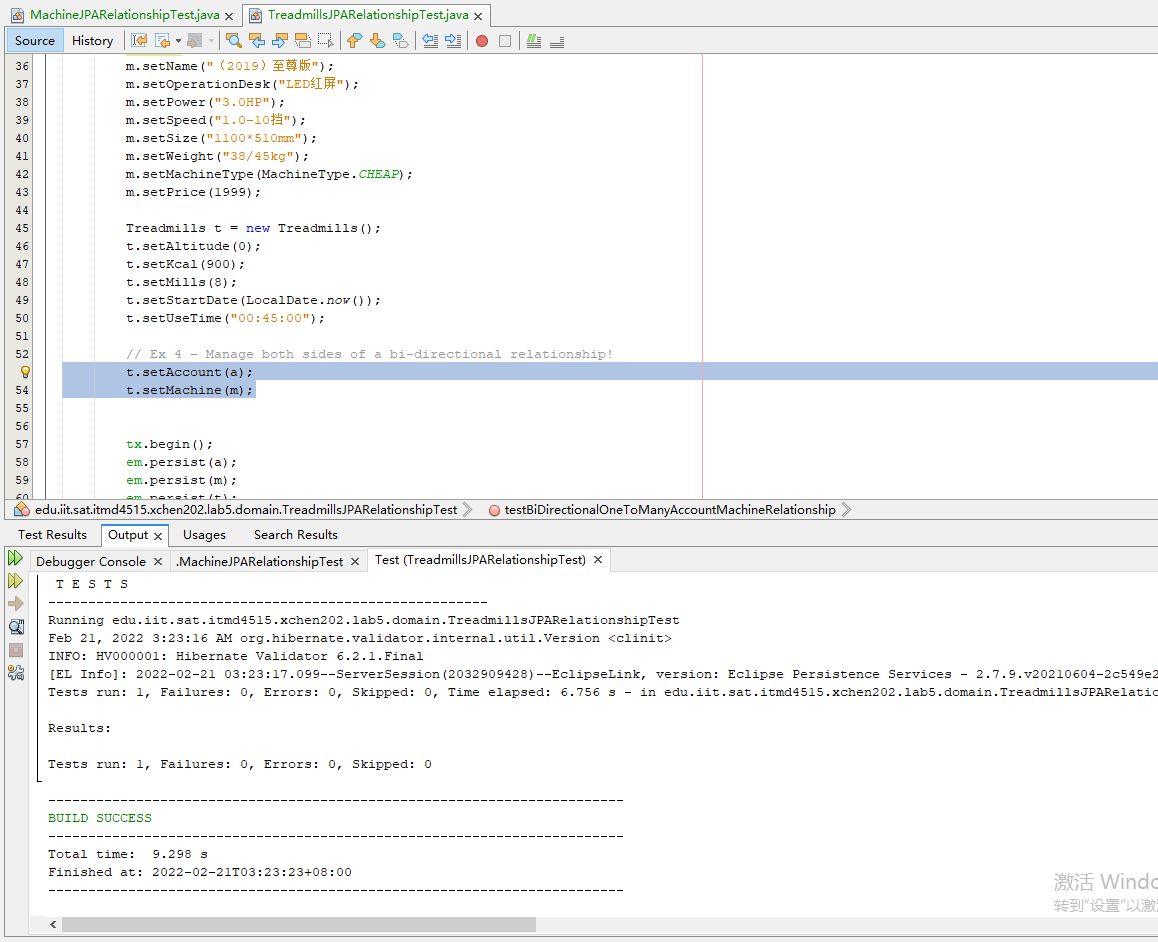 MachineJPARelationshipTest.java × TreadmillsJPARelationshipTest.java ×
Source History
36 m.setName("（2019）至尊版");
37 m.setOperationDesk("LED红屏");
38 m.setPower("3.0HP");
39 m.setSpeed("1.0-10挡");
40 m.setSize("1100*510mm");
41 m.setWeight("38/45kg");
42 m.setMachineType(MachineType.CHEAP);
43 m.setPrice(1999);
44
45 Treadmills t = new Treadmills();
46 t.setAltitude(0);
47 t.setKcal(900);
48 t.setMills(8);
49 t.setStartDate(LocalDate.now());
50 t.setUseTime("00:45:00");
51
52 // Ex 4 - Manage both sides of a bi-directional relationship!
t.setAccount(a);
54 t.setMachine(m);
55
56
57 tx.begin();
58 em.persist(a);
59 em.persist(m);
60 em.persist(t);
edu.iit.sat.itmd4515.xchen202.lab5.domain.TreadmillsJPARelationshipTest testBiDirectionalOneToManyAccountMachineRelationship
Test Results Output × Usages Search Results
Debugger Console × .MachineJPARelationshipTest × Test (TreadmillsJPARelationshipTest) ×
T E S T S
-------------------------------------------------------
Running edu.iit.sat.itmd4515.xchen202.lab5.domain.TreadmillsJPARelationshipTest
Feb 21, 2022 3:23:16 AM org.hibernate.validator.internal.util.Version <clinit>
INFO: HV000001: Hibernate Validator 6.2.1.Final
[EL Info]: 2022-02-21 03:23:17.099--ServerSession(2032909428)--EclipseLink, version: Eclipse Persistence Services - 2.7.9.v20210604-2c549e2
Tests run: 1, Failures: 0, Errors: 0, Skipped: 0, Time elapsed: 6.756 s - in edu.iit.sat.itmd4515.xchen202.lab5.domain.TreadmillsJPARelatio
Results:
Tests run: 1, Failures: 0, Errors: 0, Skipped: 0
------------------------------------------------------------------------
BUILD SUCCESS
------------------------------------------------------------------------
Total time:  9.298 s
Finished at: 2022-02-21T03:23:23+08:00
------------------------------------------------------------------------
激活 Windo
转到"设置"以激